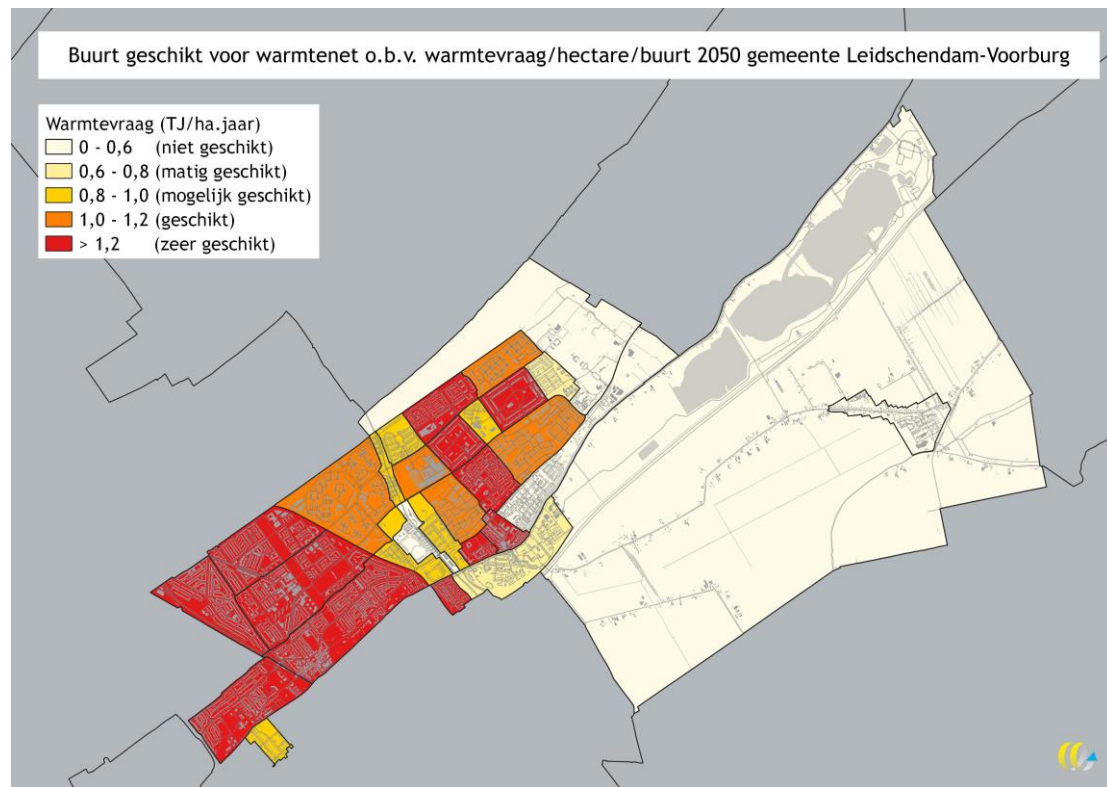 Buurt geschikt voor warmtenet o.b.v. warmtevraag/hectare/buurt 2050 gemeente Leidschendam-Voorburg
Warmtevraag (TJ/ha.jaar)
0 - 0,6 (niet geschikt)
0,6 - 0,8 (matig geschikt)
0,8 - 1,0 (mogelijk geschikt)
1,0 - 1,2 (geschikt)
> 1,2 (zeer geschikt)